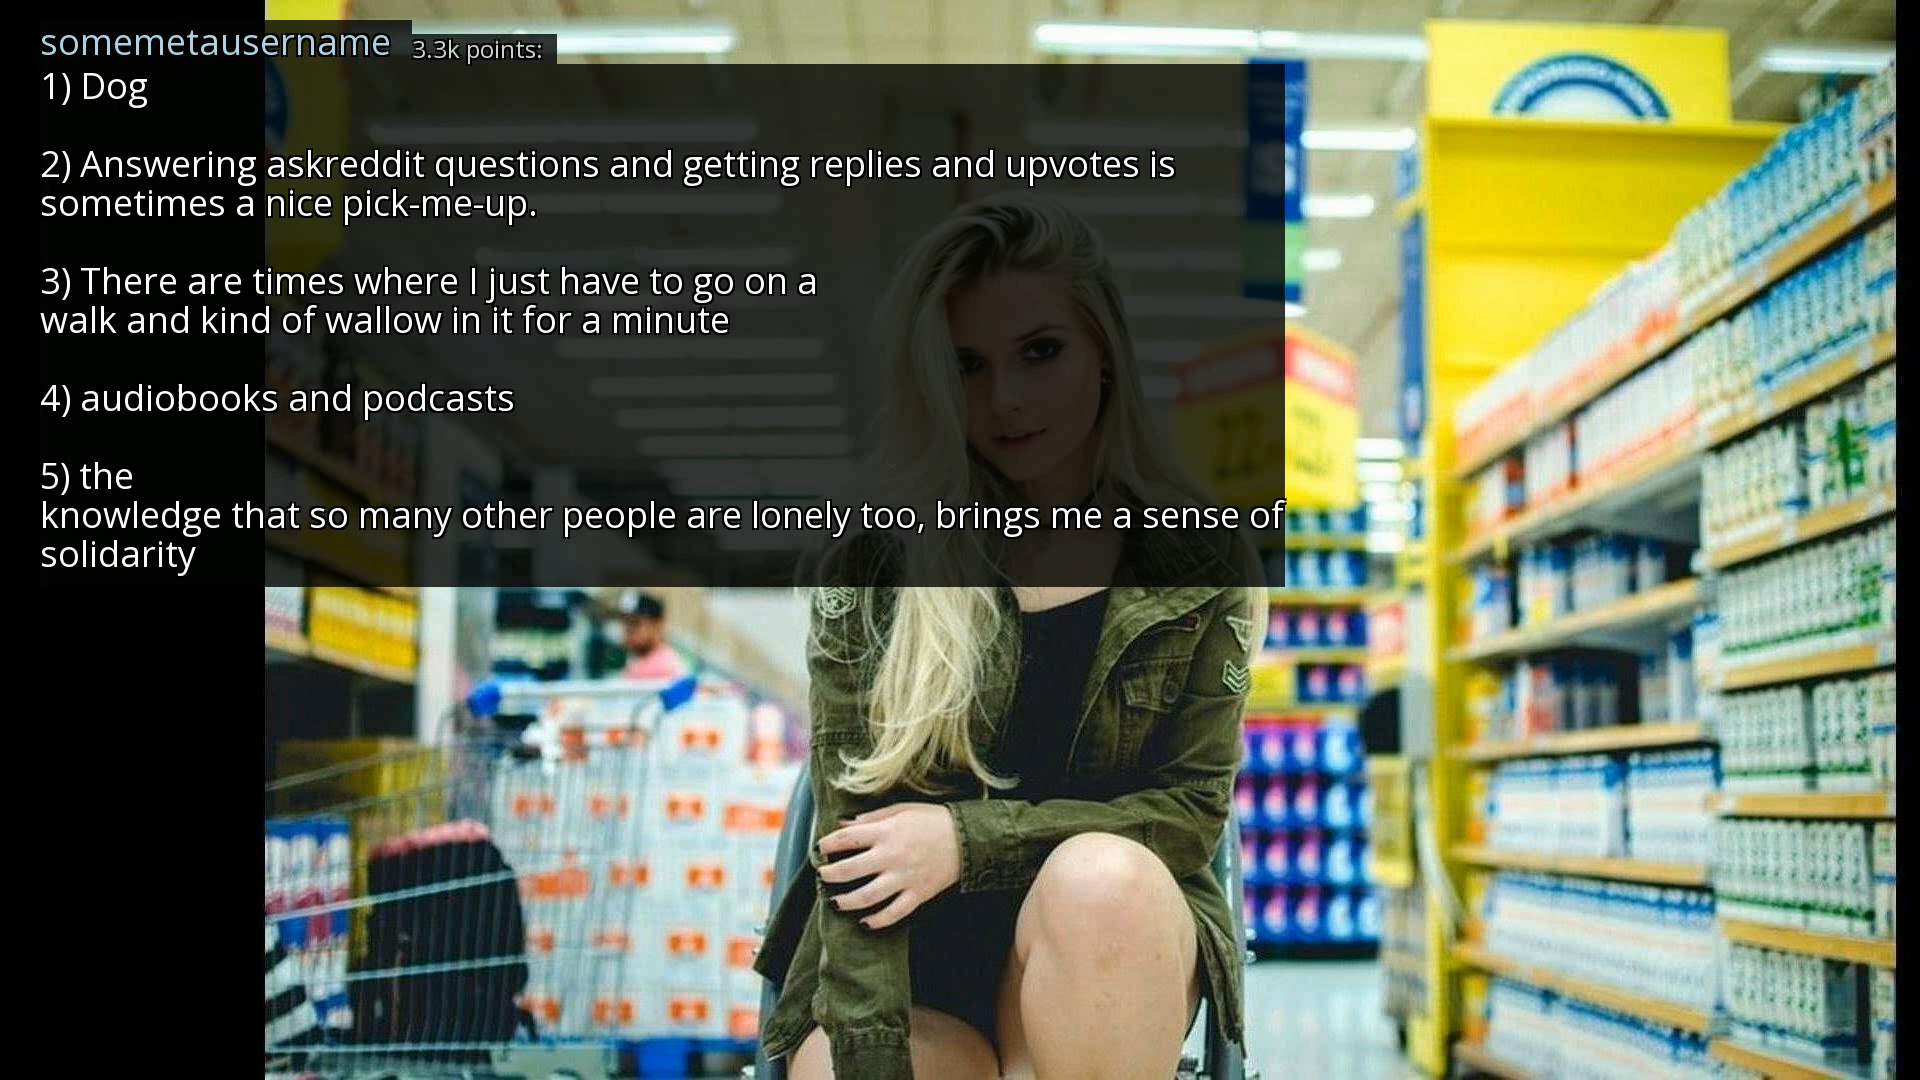 somemetausername 3.3k points:
1) Dog
2) Answering askreddit questions and getting replies and upvotes is
sometimes a nice pick-me-up.
3) There are times where I just have to go on a
walk and kind of wallow in it for a minute
4) audiobooks and podcasts
5) the
knowledge that so many other people are lonely too, brings me a sense of
solidarity